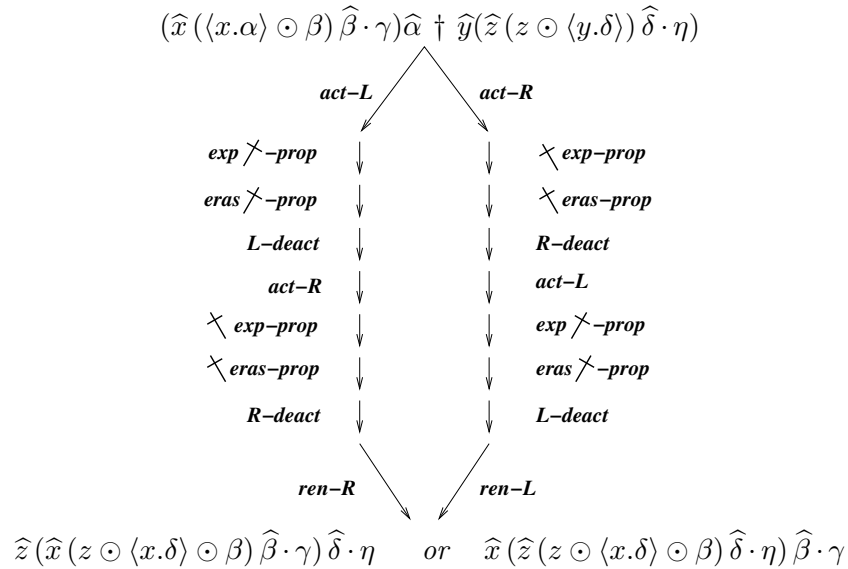 (x̂ (⟨x.α⟩ ⊙ β) β̂ · γ)α̂ † ŷ(ẑ (z ⊙ ⟨y.δ⟩) δ̂ · η)
act–L act–R
exp ⤬–prop ⤬ exp–prop
eras ⤬–prop ⤬ eras–prop
L–deact R–deact
act–R act–L
⤬ exp–prop exp ⤬–prop
⤬ eras–prop eras ⤬–prop
R–deact L–deact
ren–R ren–L
ẑ (x̂ (z ⊙ ⟨x.δ⟩ ⊙ β) β̂ · γ) δ̂ · η or x̂ (ẑ (z ⊙ ⟨x.δ⟩ ⊙ β) δ̂ · η) β̂ · γ